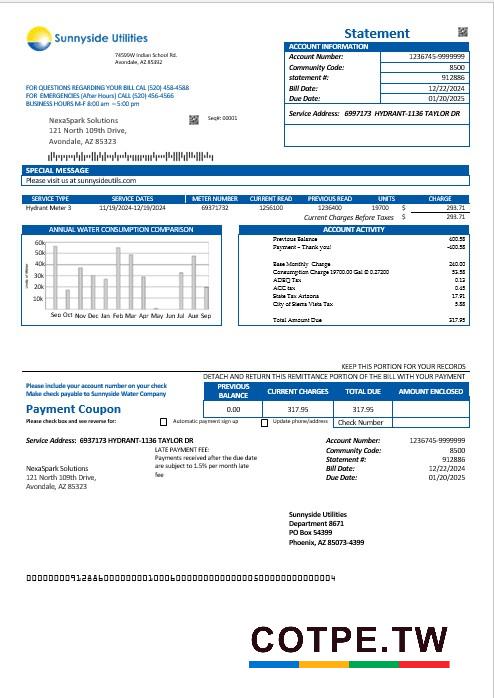 Sunnyside Utilities
74599W Indian School Rd.
Avondale, AZ 85392
Statement
ACCOUNT INFORMATION
Account Number: 1236745-9999999
Community Code: 8500
statement #: 912886
Bill Date: 12/22/2024
Due Date: 01/20/2025
Service Address: 6997173 HYDRANT-1136 TAYLOR DR
FOR QUESTIONS REGARDING YOUR BILL CAL (520) 458-4588
FOR EMERGENCIES (After Hours) CALL (520) 456-4566
BUSINESS HOURS M-F 8:00 am –5:00 pm
NexaSpark Solutions
121 North 109th Drive,
Avondale, AZ 85323
Seq#: 00001
SPECIAL MESSAGE
Please visit us at sunnysideutils.com
SERVICE TYPE SERVICE DATES METER NUMBER CURRENT READ PREVIOUS READ UNITS CHARGE
Hydrant Meter 3 11/19/2024-12/19/2024 69371732 1256100 1236400 19700 $ 293.71
Current Charges Before Taxes $ 293.71
ANNUAL WATER CONSUMPTION COMPARISON
60k
50k
40k
30k
20k
10k
Sep Oct Nov Dec Jan Feb Mar Apr May Jun Jul Aue Sep
ACCOUNT ACTIVITY
Previous Balance 400.58
Payment – Thank you! -400.58
Base Monthly Charge 240.00
Consumption Charge 19700.00 Gal @ 0.27200 53.58
ADEQ Tax 0.13
ACC tax 0.45
State Tax Arizona 17.91
City of Sierra Vista Tax 5.88
Total Amount Due 317.95
KEEP THIS PORTION FOR YOUR RECORDS
DETACH AND RETURN THIS REMITTANCE PORTION OF THE BILL WITH YOUR PAYMENT
Please include your account number on your check
Make check payable to Sunnyside Water Company
Payment Coupon
PREVIOUS BALANCE CURRENT CHARGES TOTAL DUE AMOUNT ENCLOSED
0.00 317.95 317.95
Check Number
Please check box and see reverse for: Automatic payment sign up Update phone/address
Service Address: 6937173 HYDRANT-1136 TAYLOR DR
LATE PAYMENT FEE:
Payments received after the due date
are subject to 1.5% per month late
fee
NexaSpark Solutions
121 North 109th Drive,
Avondale, AZ 85323
Account Number: 1236745-9999999
Community Code: 8500
Statement #: 912886
Bill Date: 12/22/2024
Due Date: 01/20/2025
Sunnyside Utilities
Department 8671
PO Box 54399
Phoenix, AZ 85073-4399
COTPE.TW